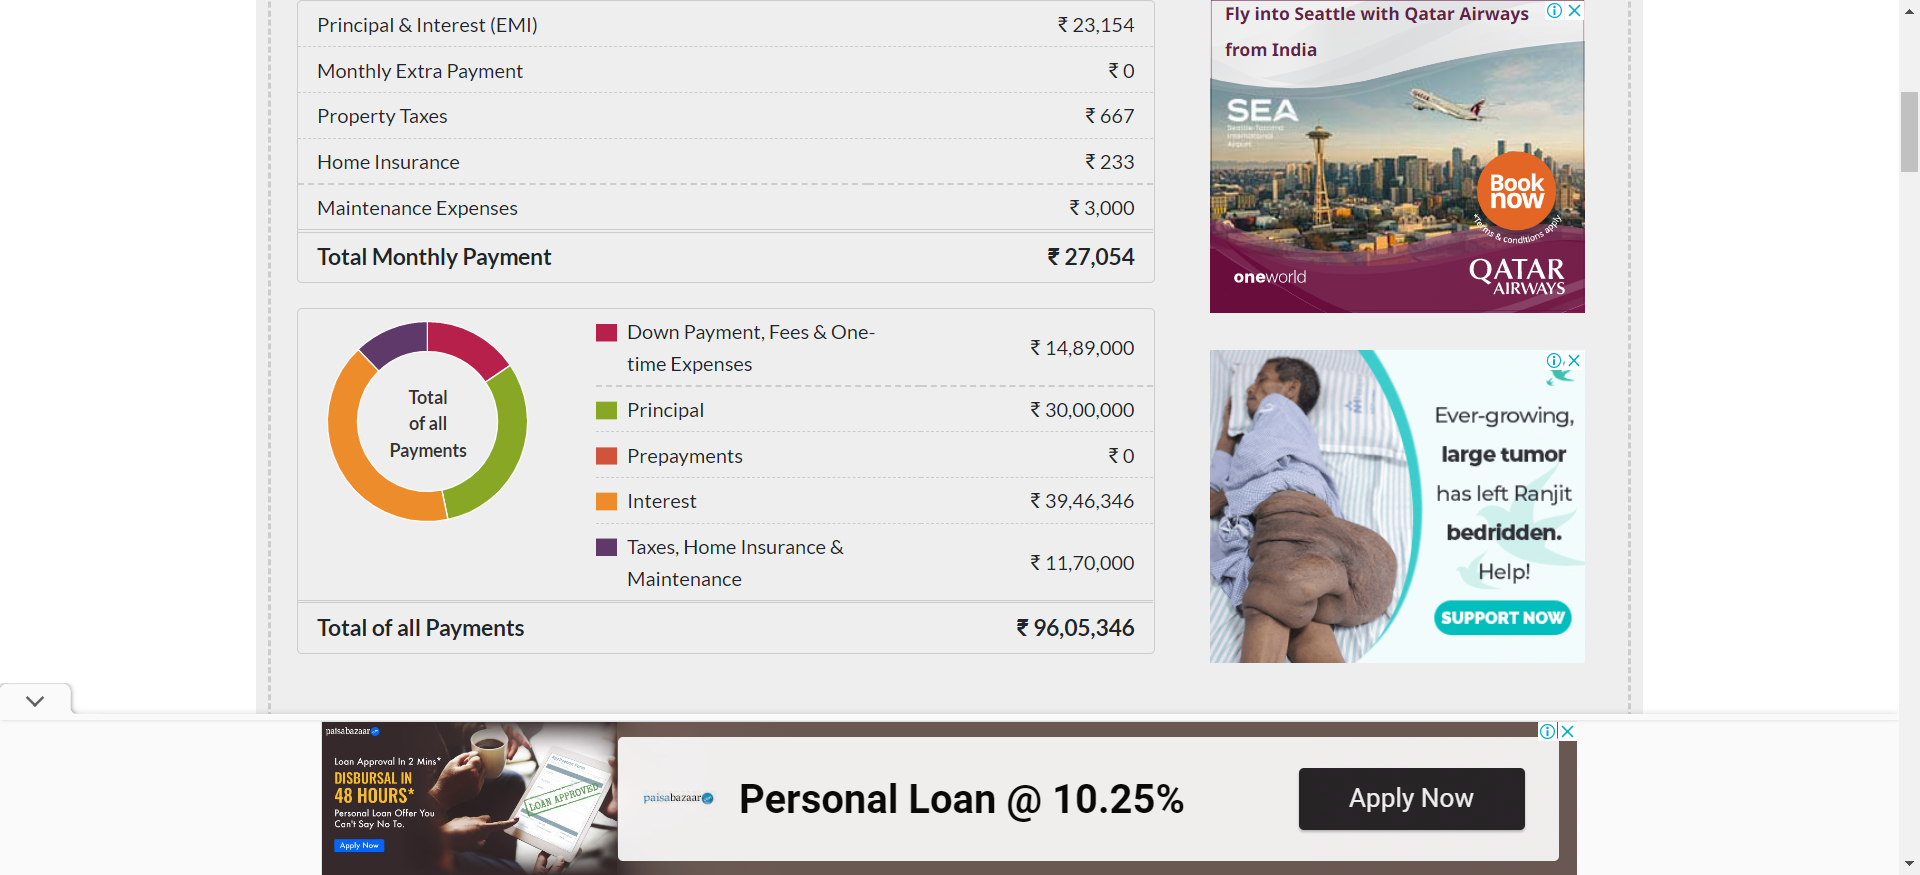 Principal & Interest (EMI) ₹ 23,154
Monthly Extra Payment ₹ 0
Property Taxes ₹ 667
Home Insurance ₹ 233
Maintenance Expenses ₹ 3,000
Total Monthly Payment ₹ 27,054
Total
of all
Payments
Down Payment, Fees & One-
time Expenses ₹ 14,89,000
Principal ₹ 30,00,000
Prepayments ₹ 0
Interest ₹ 39,46,346
Taxes, Home Insurance &
Maintenance ₹ 11,70,000
Total of all Payments ₹ 96,05,346
Fly into Seattle with Qatar Airways
from India
SEA
Seattle-Tacoma
International
Airport
Book
now
*Terms & conditions apply
oneworld
QATAR
AIRWAYS
Ever-growing,
large tumor
has left Ranjit
bedridden.
Help!
SUPPORT NOW
paisabazaar
Loan Approval In 2 Mins*
DISBURSAL IN
48 HOURS*
Personal Loan Offer You
Can't Say No To.
Apply Now
LOAN APPROVED
paisabazaar
Personal Loan @ 10.25%
Apply Now